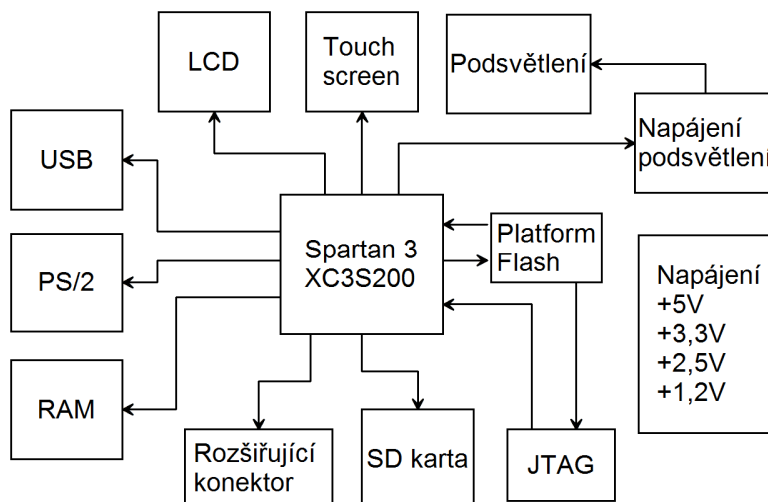 LCD
Touch
screen
Podsvětlení
Napájení
podsvětlení
USB
Spartan 3
XC3S200
Platform
Flash
PS/2
Napájení
+5V
+3,3V
+2,5V
+1,2V
RAM
Rozšiřující
konektor
SD karta
JTAG